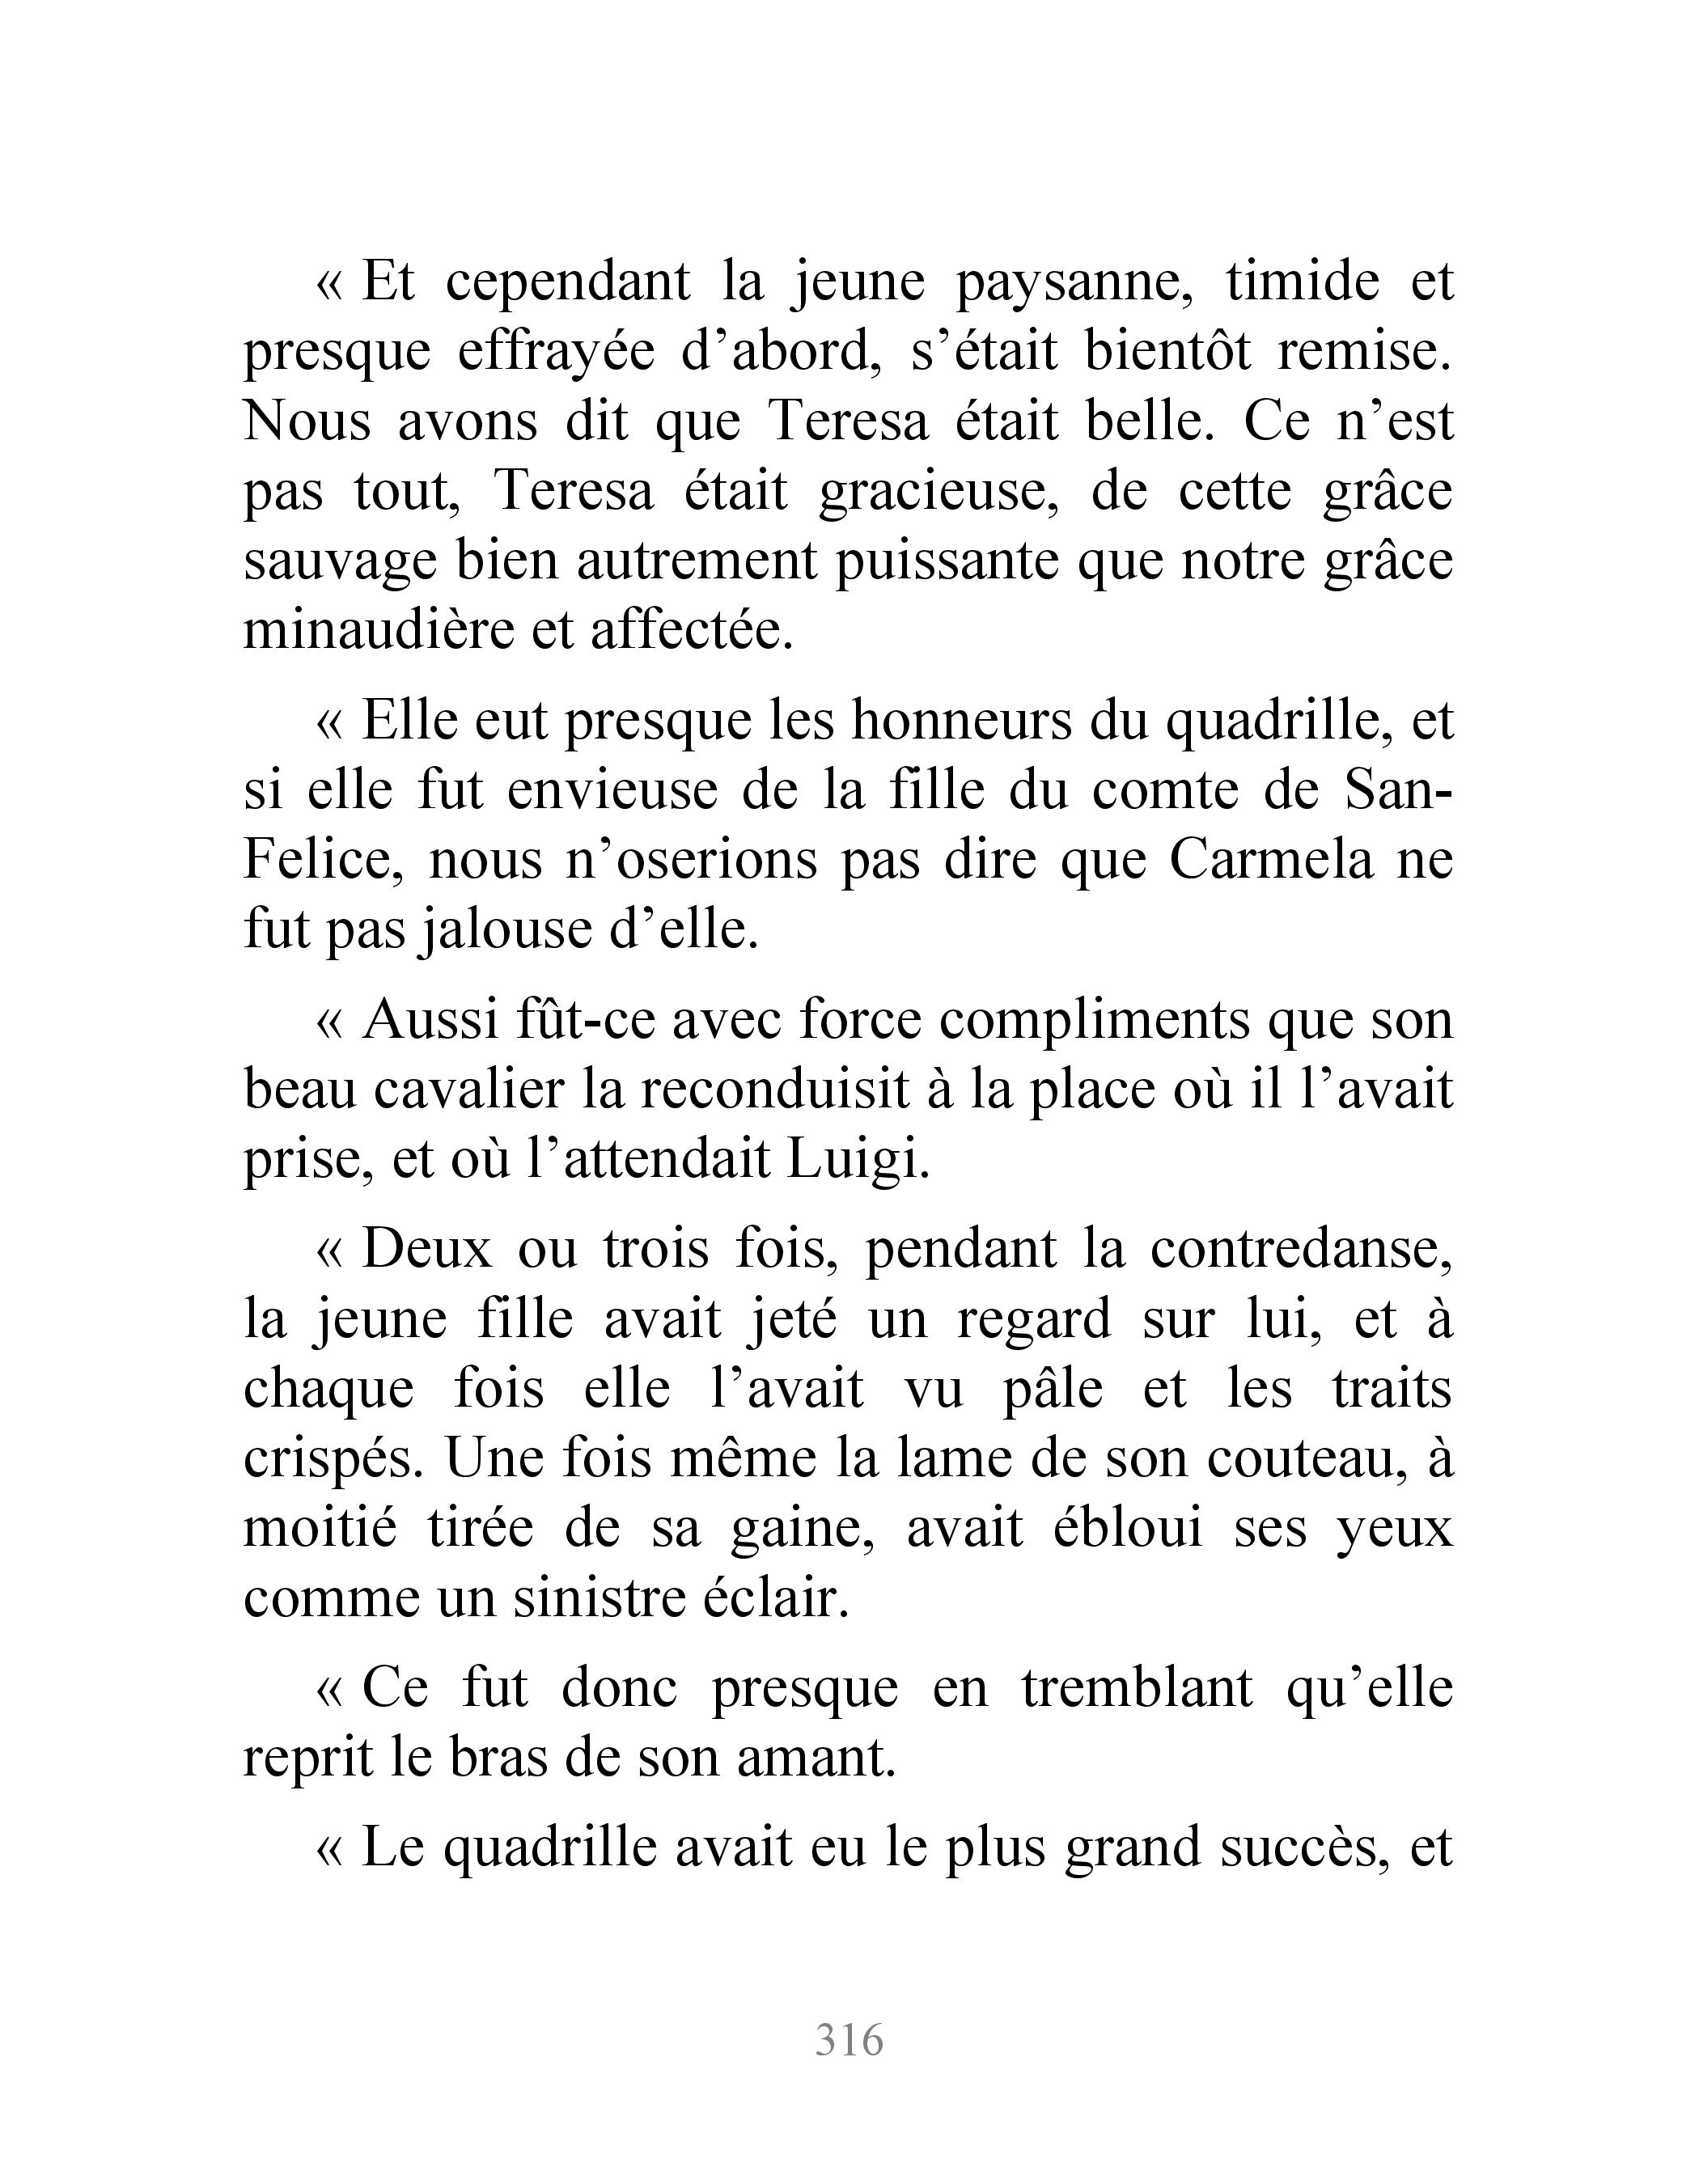 « Et cependant la jeune paysanne, timide et
presque effrayée d’abord, s’était bientôt remise.
Nous avons dit que Teresa était belle. Ce n’est
pas tout, Teresa était gracieuse, de cette grâce
sauvage bien autrement puissante que notre grâce
minaudière et affectée.
« Elle eut presque les honneurs du quadrille, et
si elle fut envieuse de la fille du comte de San-
Felice, nous n’oserions pas dire que Carmela ne
fut pas jalouse d’elle.
« Aussi fût-ce avec force compliments que son
beau cavalier la reconduisit à la place où il l’avait
prise, et où l’attendait Luigi.
« Deux ou trois fois, pendant la contredanse,
la jeune fille avait jeté un regard sur lui, et à
chaque fois elle l’avait vu pâle et les traits
crispés. Une fois même la lame de son couteau, à
moitié tirée de sa gaine, avait ébloui ses yeux
comme un sinistre éclair.
« Ce fut donc presque en tremblant qu’elle
reprit le bras de son amant.
« Le quadrille avait eu le plus grand succès, et
316